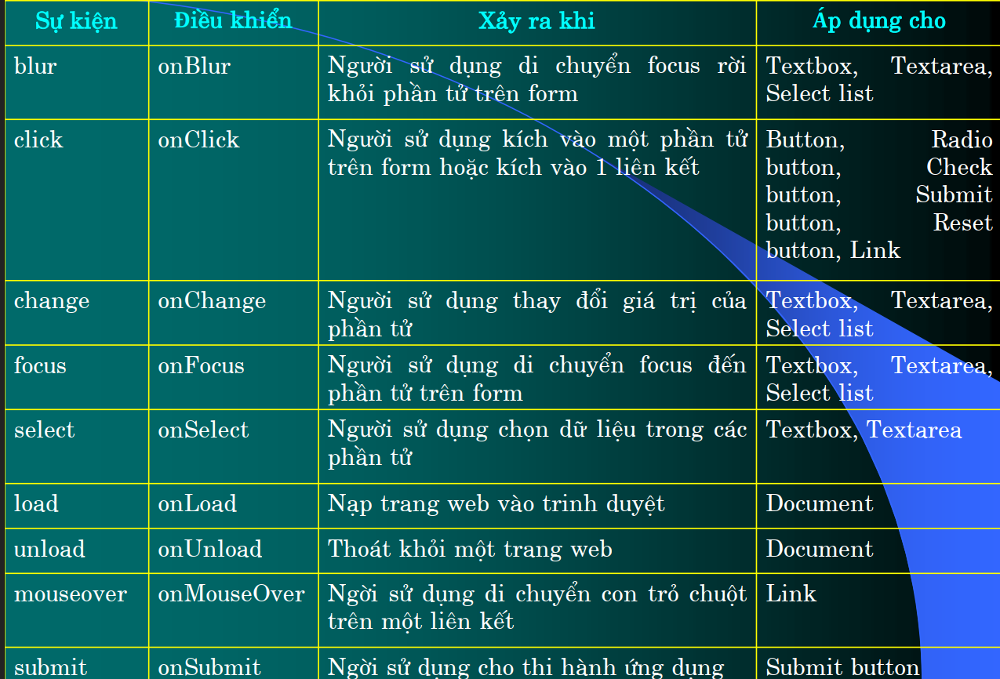 Sự kiện Điều khiển Xảy ra khi Áp dụng cho
blur onBlur Người sử dụng di chuyển focus rời Textbox, Textarea,
khỏi phần tử trên form Select list
click onClick Người sử dụng kích vào một phần tử Button, Radio
trên form hoặc kích vào 1 liên kết button, Check
button, Submit
button, Reset
button, Link
change onChange Người sử dụng thay đổi giá trị của Textbox, Textarea,
phần tử Select list
focus onFocus Người sử dụng di chuyển focus đến Textbox, Textarea,
phần tử trên form Select list
select onSelect Người sử dụng chọn dữ liệu trong các Textbox, Textarea
phần tử
load onLoad Nạp trang web vào trinh duyệt Document
unload onUnload Thoát khỏi một trang web Document
mouseover onMouseOver Ngời sử dụng di chuyển con trỏ chuột Link
trên một liên kết
submit onSubmit Ngời sử dụng cho thi hành ứng dụng Submit button